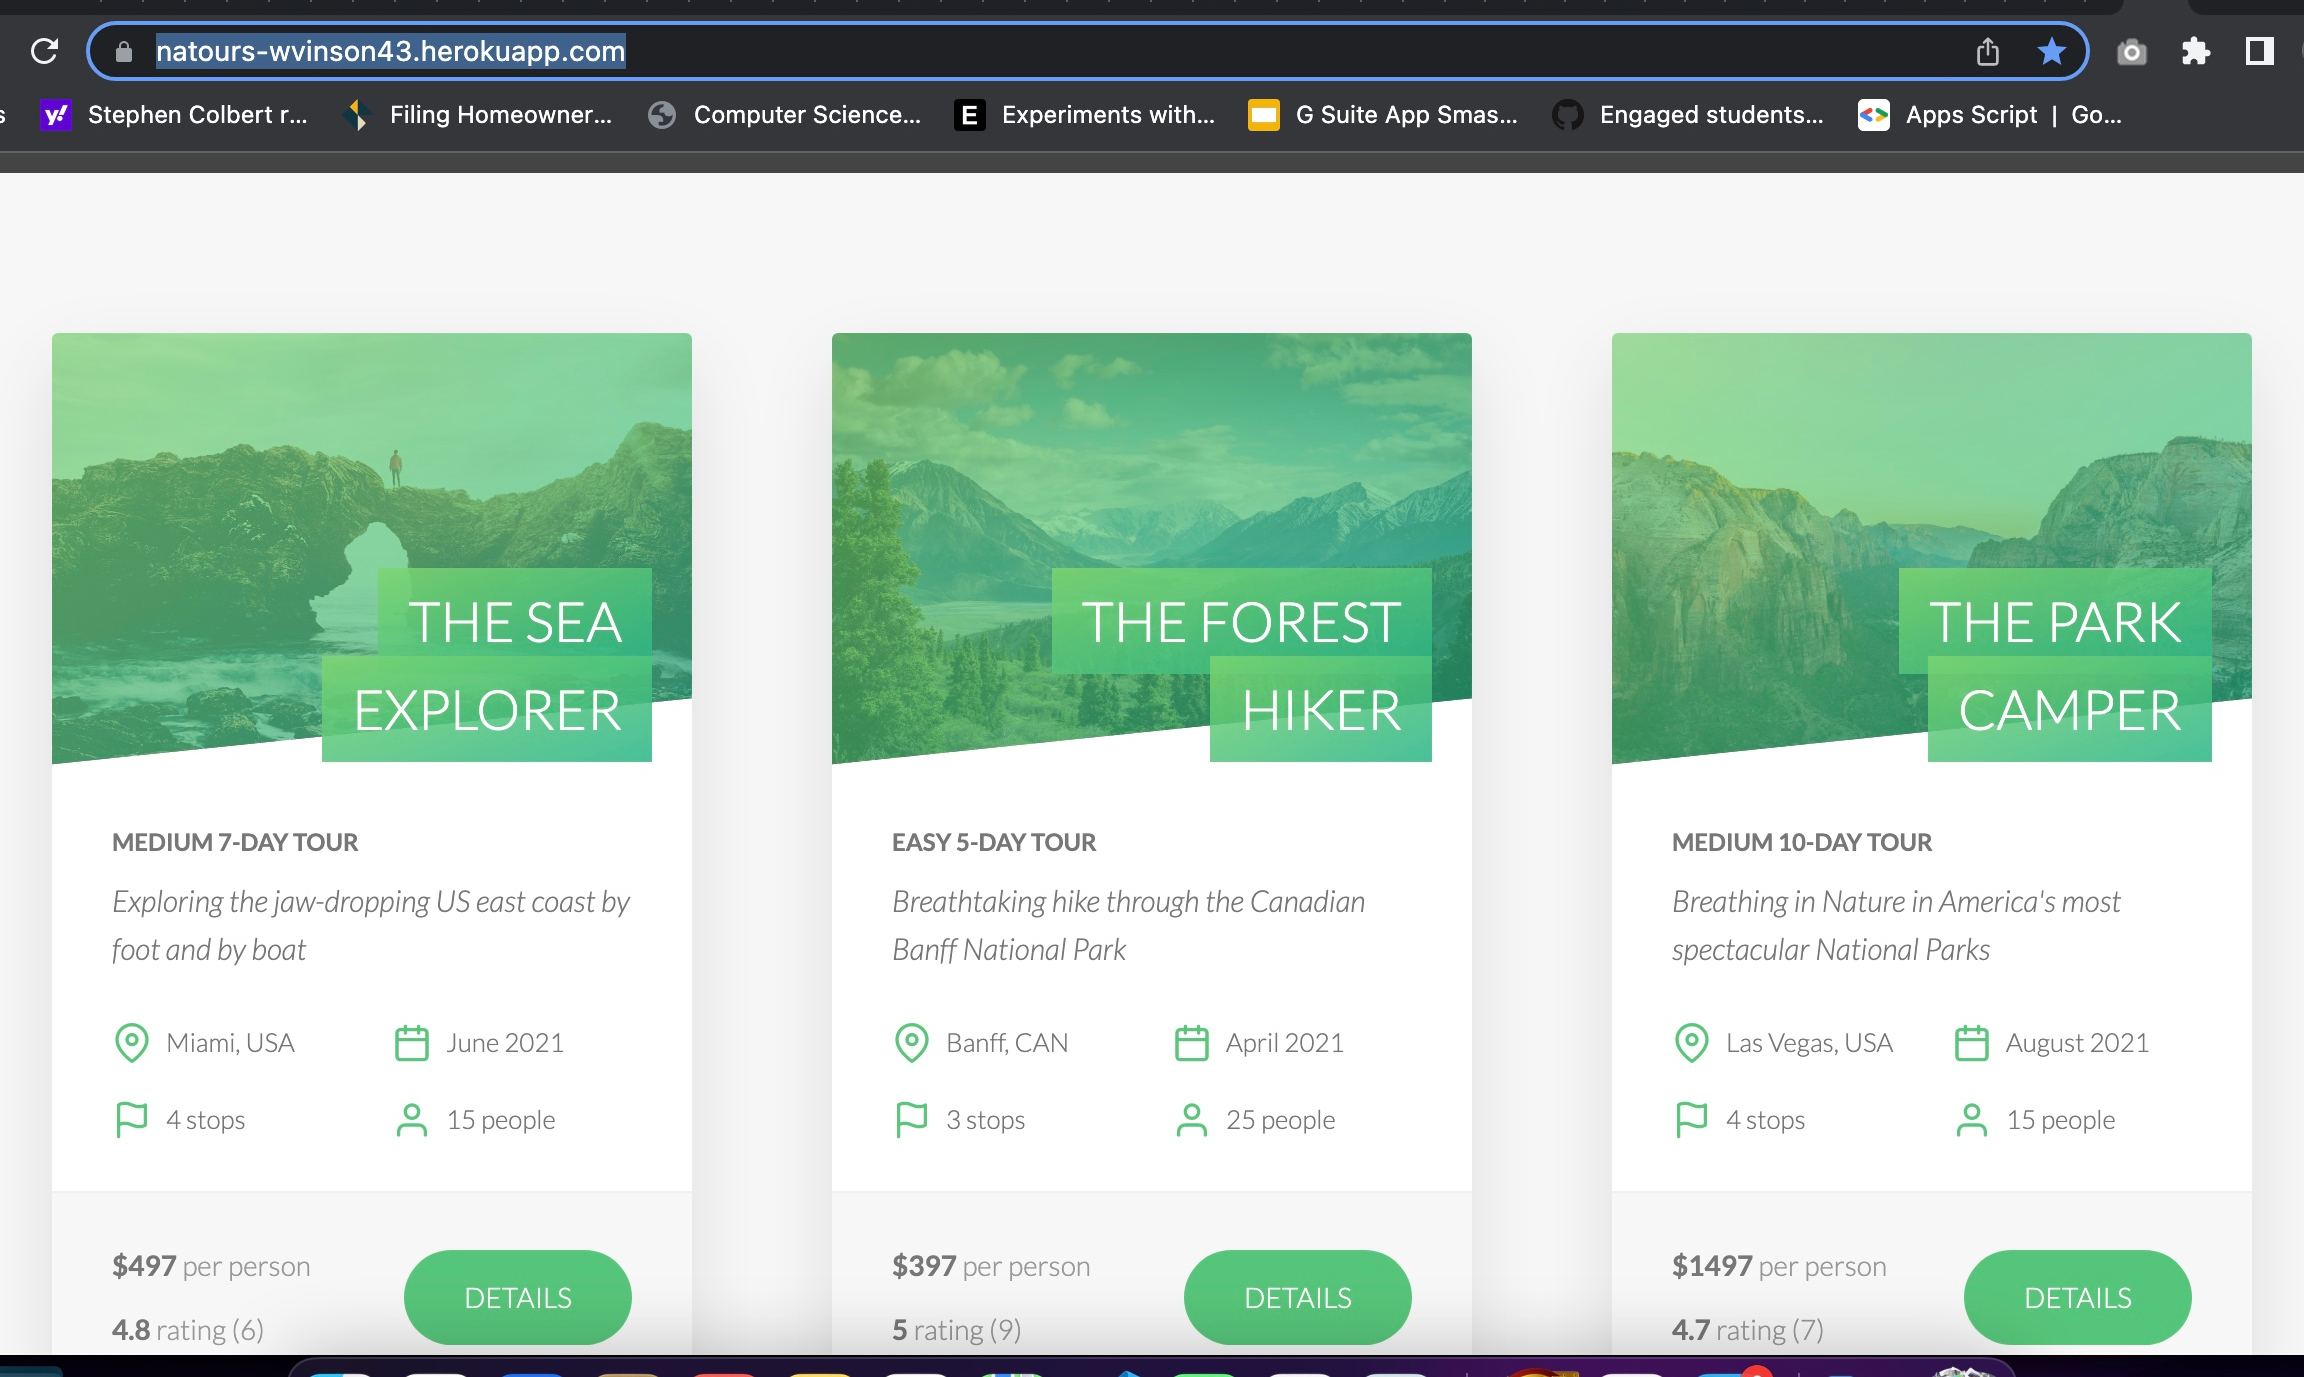 natours-wvinson43.herokuapp.com
s Stephen Colbert r... Filing Homeowner... Computer Science... E Experiments with... G Suite App Smas... Engaged students... Apps Script | Go...
THE SEA
EXPLORER
MEDIUM 7-DAY TOUR
Exploring the jaw-dropping US east coast by
foot and by boat
Miami, USA June 2021
4 stops 15 people
$497 per person
4.8 rating (6)
DETAILS
THE FOREST
HIKER
EASY 5-DAY TOUR
Breathtaking hike through the Canadian
Banff National Park
Banff, CAN April 2021
3 stops 25 people
$397 per person
5 rating (9)
DETAILS
THE PARK
CAMPER
MEDIUM 10-DAY TOUR
Breathing in Nature in America's most
spectacular National Parks
Las Vegas, USA August 2021
4 stops 15 people
$1497 per person
4.7 rating (7)
DETAILS